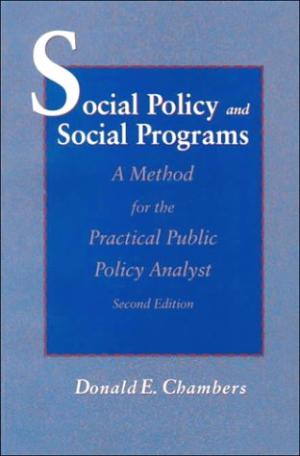 Social Policy and
Social Programs
A Method
for the
Practical Public
Policy Analyst
Second Edition
Donald E. Chambers